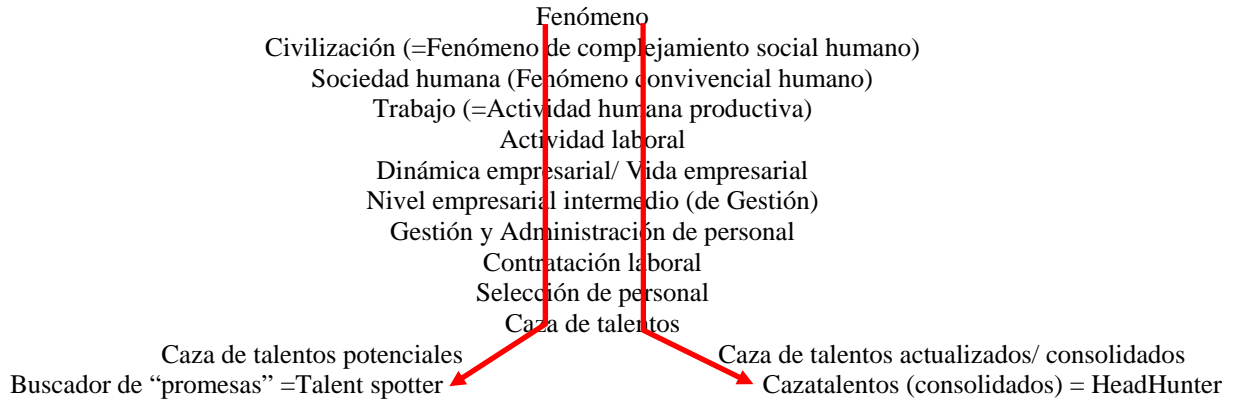 Fenómeno
Civilización (=Fenómeno de complejamiento social humano)
Sociedad humana (Fenómeno convivencial humano)
Trabajo (=Actividad humana productiva)
Actividad laboral
Dinámica empresarial/ Vida empresarial
Nivel empresarial intermedio (de Gestión)
Gestión y Administración de personal
Contratación laboral
Selección de personal
Caza de talentos
Caza de talentos potenciales
Buscador de “promesas” =Talent spotter
Caza de talentos actualizados/ consolidados
Cazatalentos (consolidados) = HeadHunter